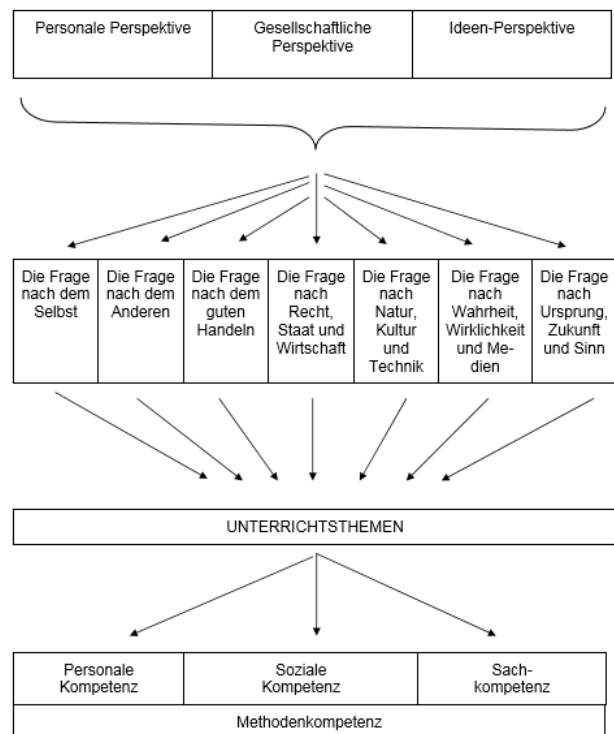 Personale Perspektive
Gesellschaftliche
Perspektive
Ideen-Perspektive
Die Frage
nach dem
Selbst
Die Frage
nach dem
Anderen
Die Frage
nach dem
guten
Handeln
Die Frage
nach
Recht,
Staat und
Wirtschaft
Die Frage
nach
Natur,
Kultur
und
Technik
Die Frage
nach
Wahrheit,
Wirklichkeit
und Me-
dien
Die Frage
nach
Ursprung,
Zukunft
und Sinn
UNTERRICHTSTHEMEN
Personale
Kompetenz
Soziale
Kompetenz
Sach-
kompetenz
Methodenkompetenz